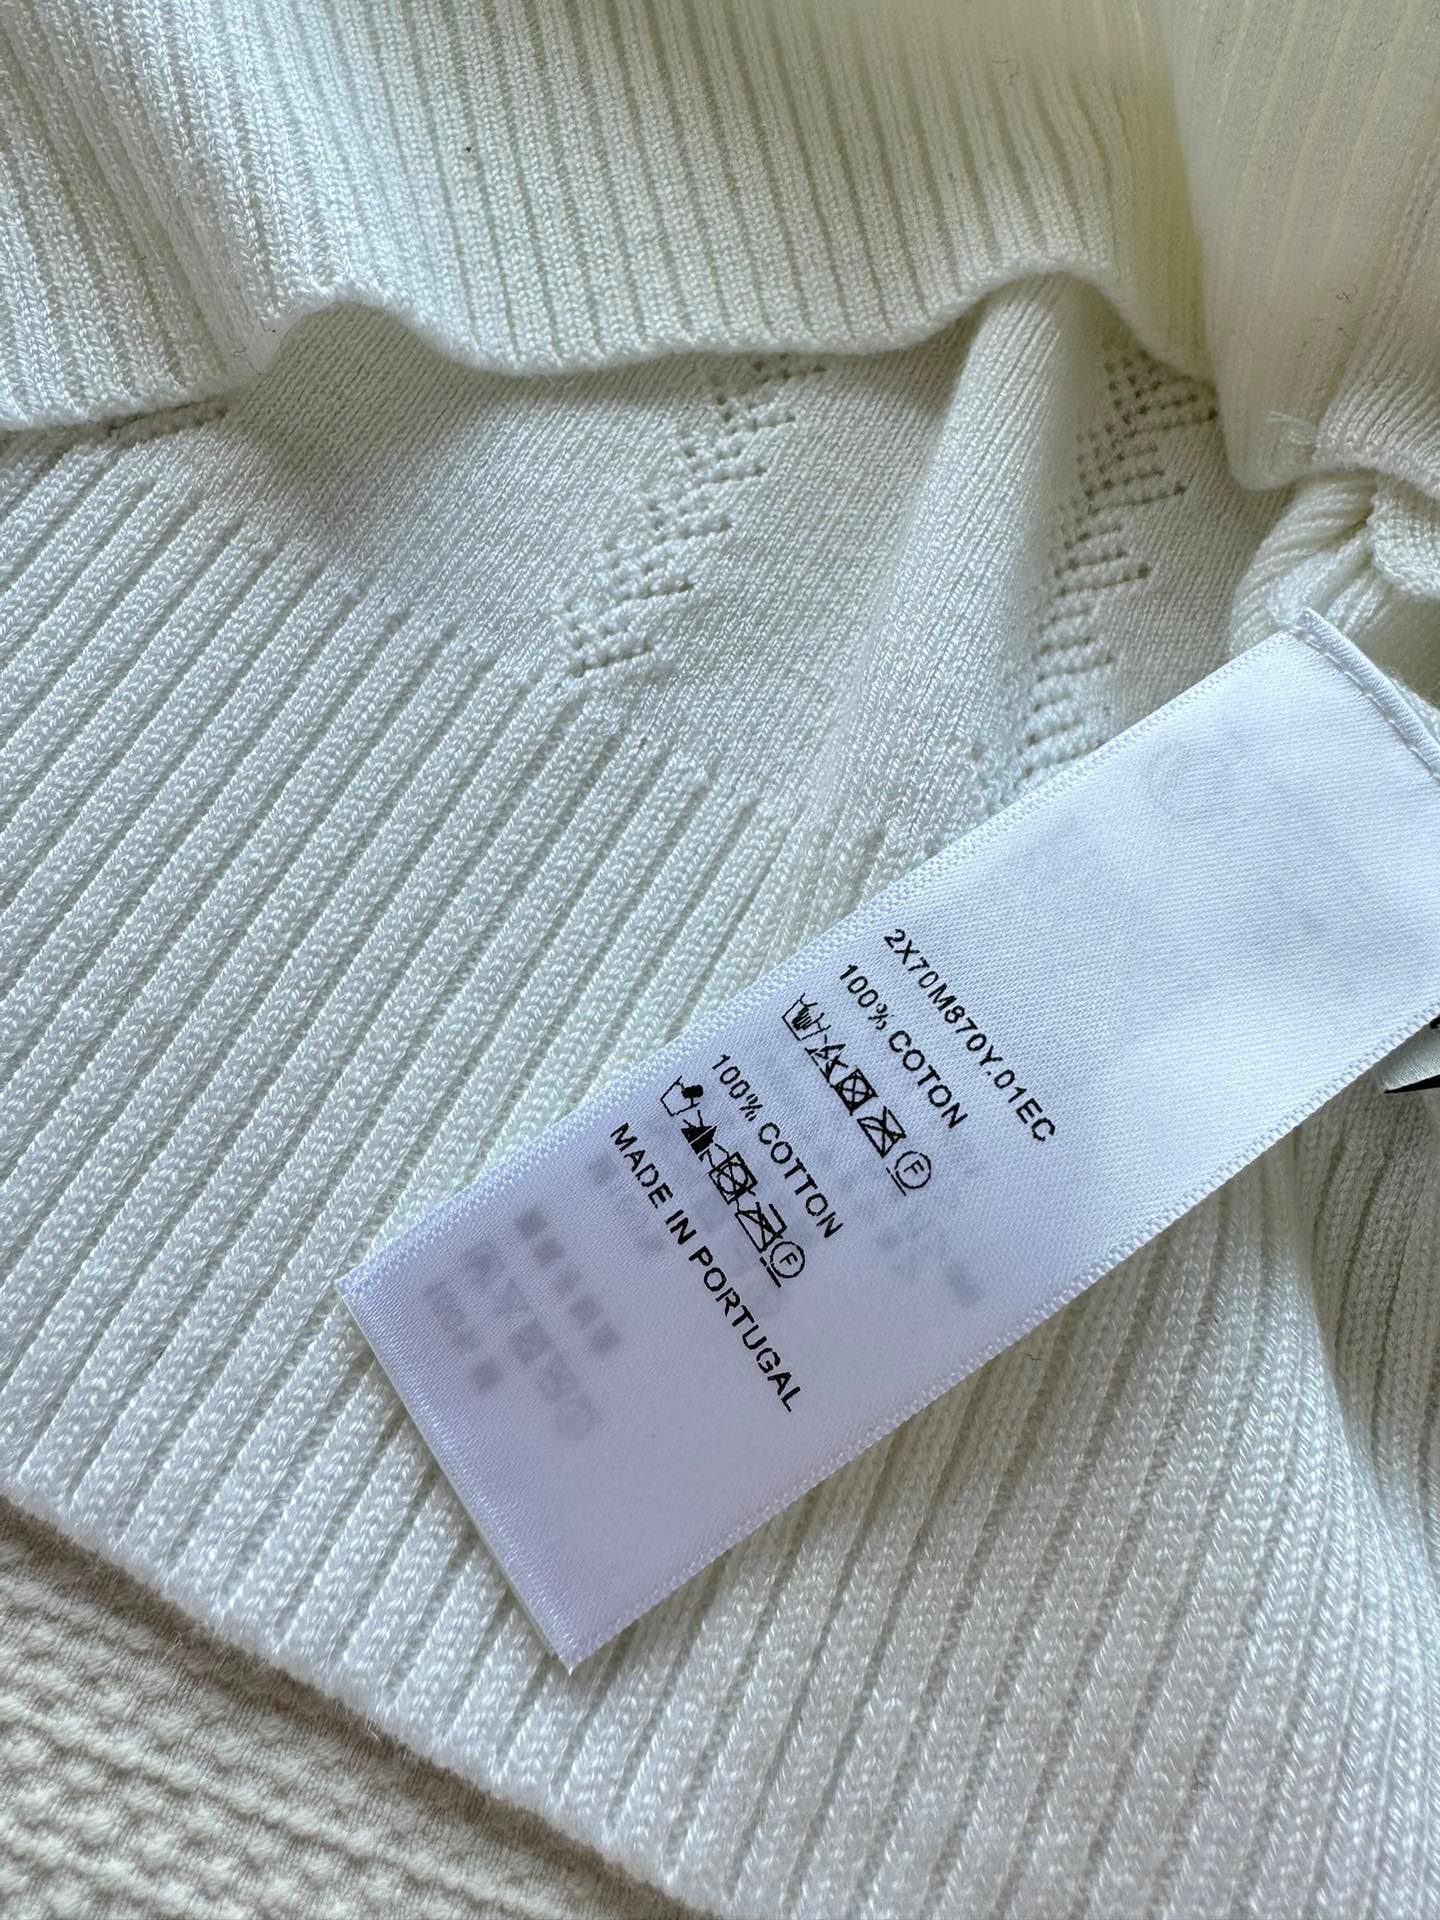 2X70M870Y.01EC
100% COTON
F
100% COTTON
F
MADE IN PORTUGAL